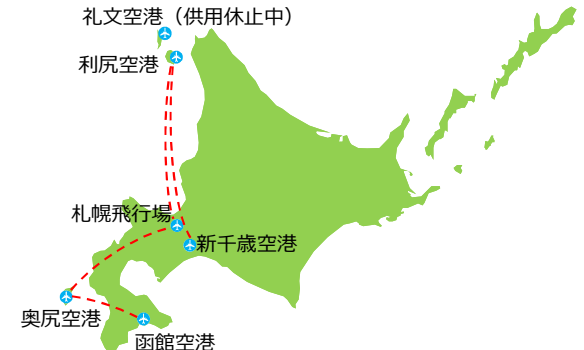 礼文空港（供用休止中）
利尻空港
札幌飛行場
新千歳空港
奥尻空港
函館空港